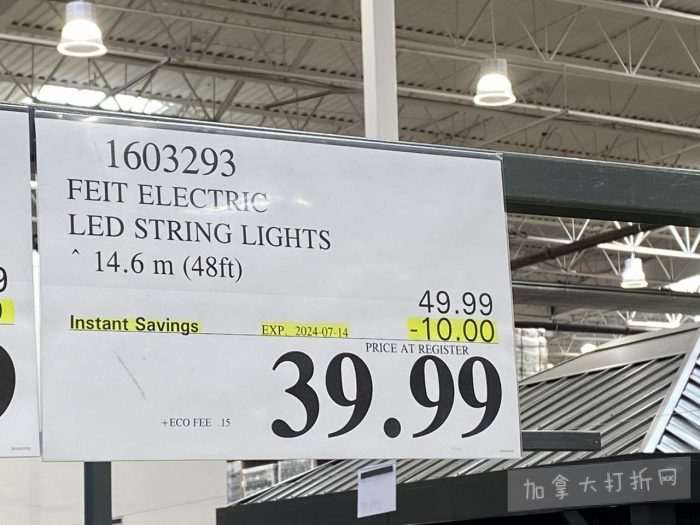 1603293
FEIT ELECTRIC
LED STRING LIGHTS
^ 14.6 m (48ft)
49.99
Instant Savings EXP. 2024-07-14 -10.00
PRICE AT REGISTER
39.99
+ECO FEE .15
加拿大打折网